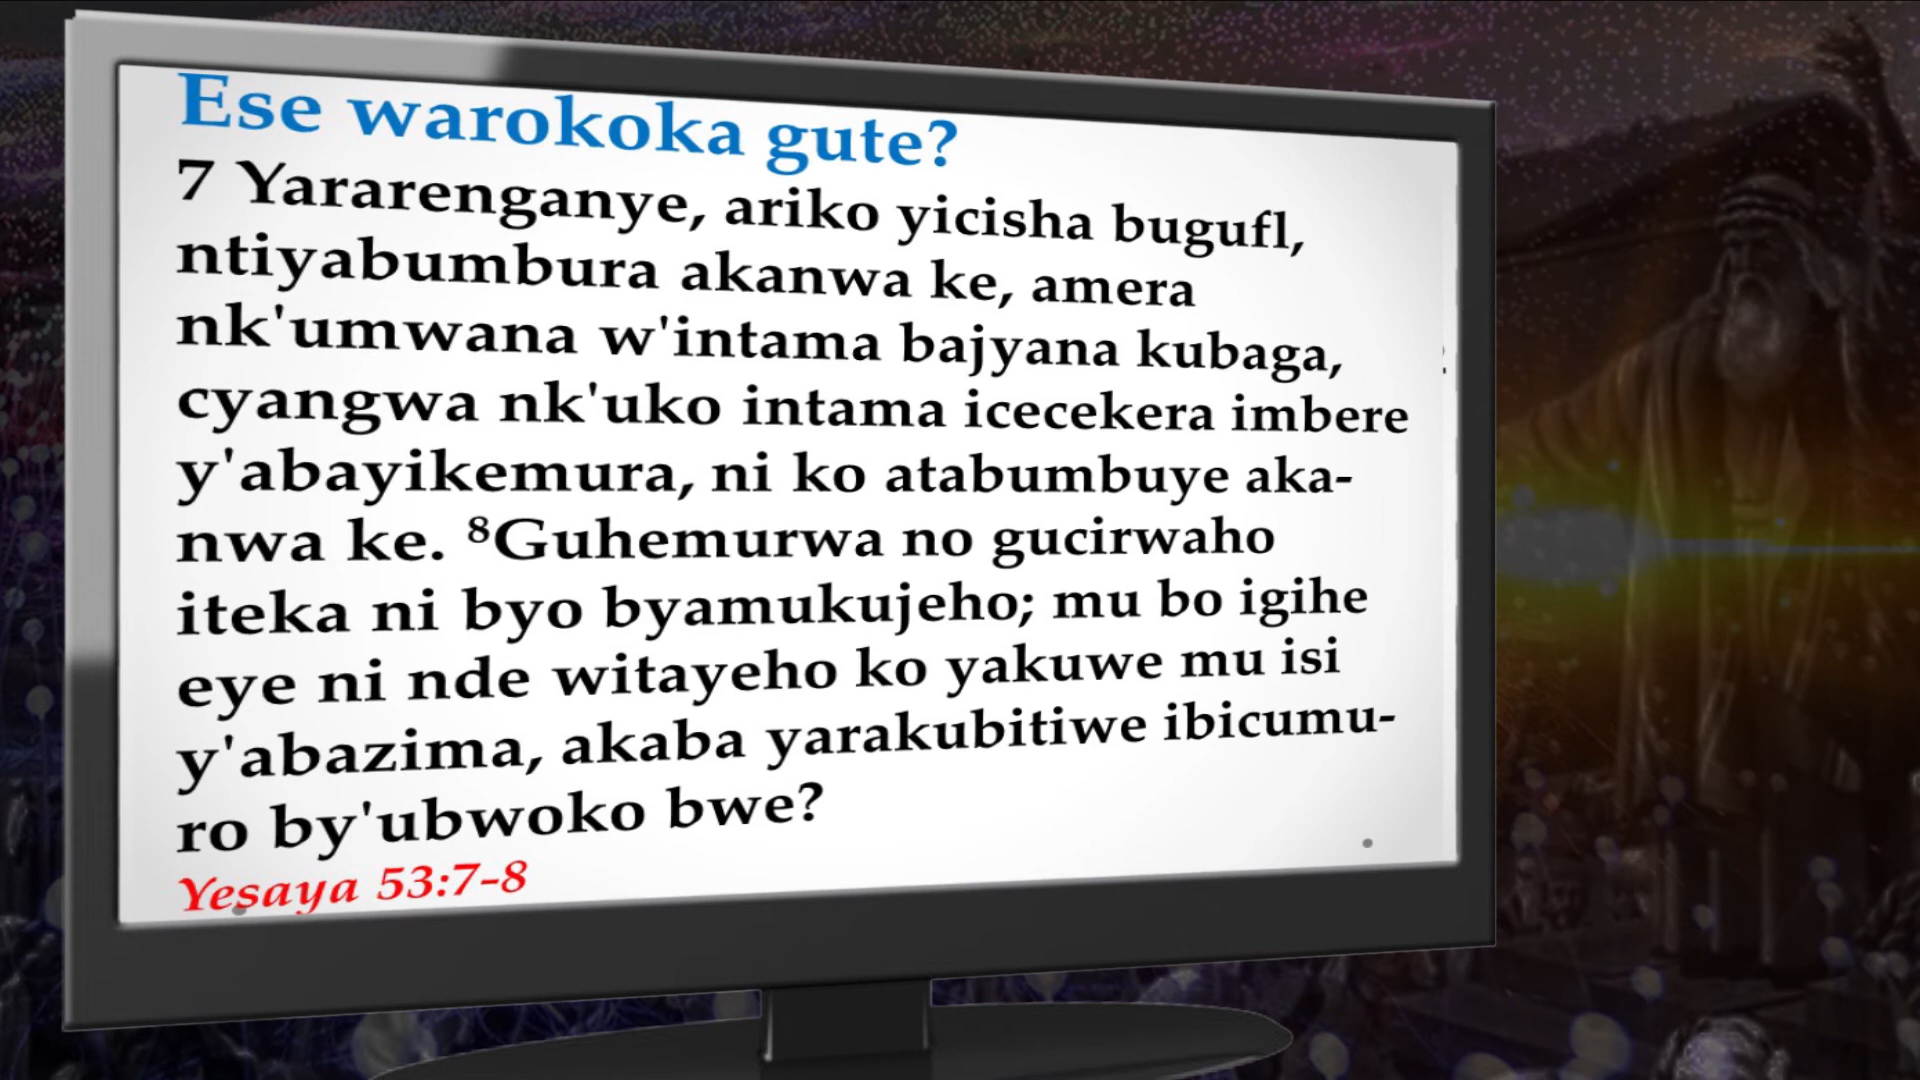 Ese warokoka gute?
7 Yararenganye, ariko yicisha bugufl,
ntiyabumbura akanwa ke, amera
nk'umwana w'intama bajyana kubaga,
cyangwa nk'uko intama icecekera imbere
y'abayikemura, ni ko atabumbuye aka-
nwa ke. ⁸Guhemurwa no gucirwaho
iteka ni byo byamukujeho; mu bo igihe
eye ni nde witayeho ko yakuwe mu isi
y'abazima, akaba yarakubitiwe ibicumu-
ro by'ubwoko bwe?
Yesaya 53:7-8